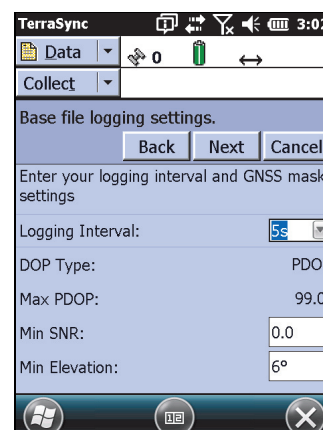 TerraSync 3:02
Data 0
Collect
Base file logging settings.
Back Next Cancel
Enter your logging interval and GNSS mask
settings
Logging Interval: 5s
DOP Type: PDO
Max PDOP: 99.0
Min SNR: 0.0
Min Elevation: 6°